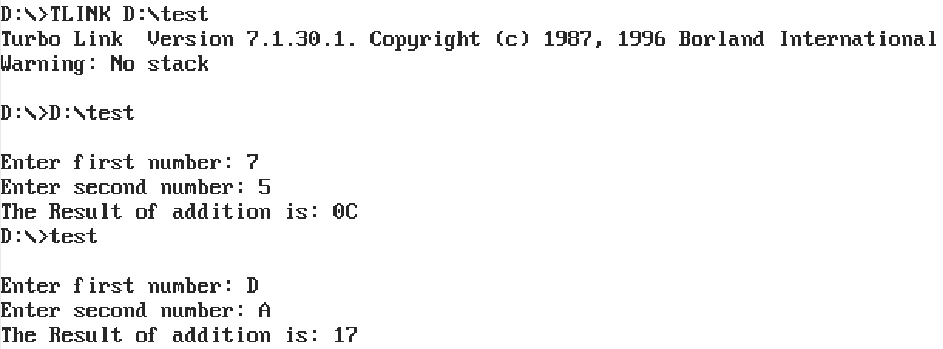 D:\>TLINK D:\test
Turbo Link  Version 7.1.30.1. Copyright (c) 1987, 1996 Borland International
Warning: No stack
D:\>D:\test
Enter first number: 7
Enter second number: 5
The Result of addition is: 0C
D:\>test
Enter first number: D
Enter second number: A
The Result of addition is: 17